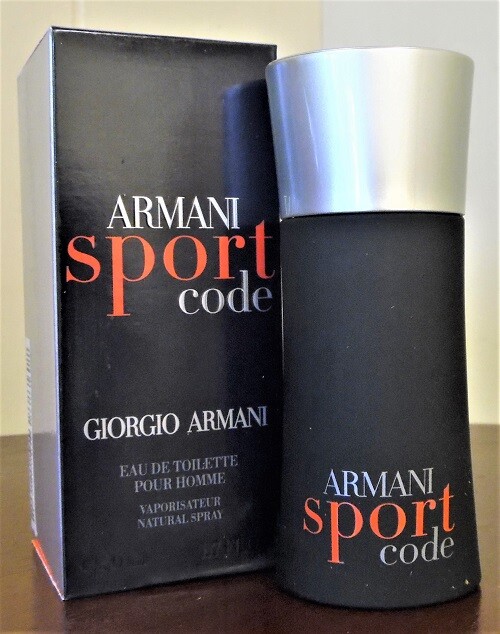 ARMANI
sport
code
GIORGIO ARMANI
EAU DE TOILETTE
POUR HOMME
VAPORISATEUR
NATURAL SPRAY
ARMANI
sport
code